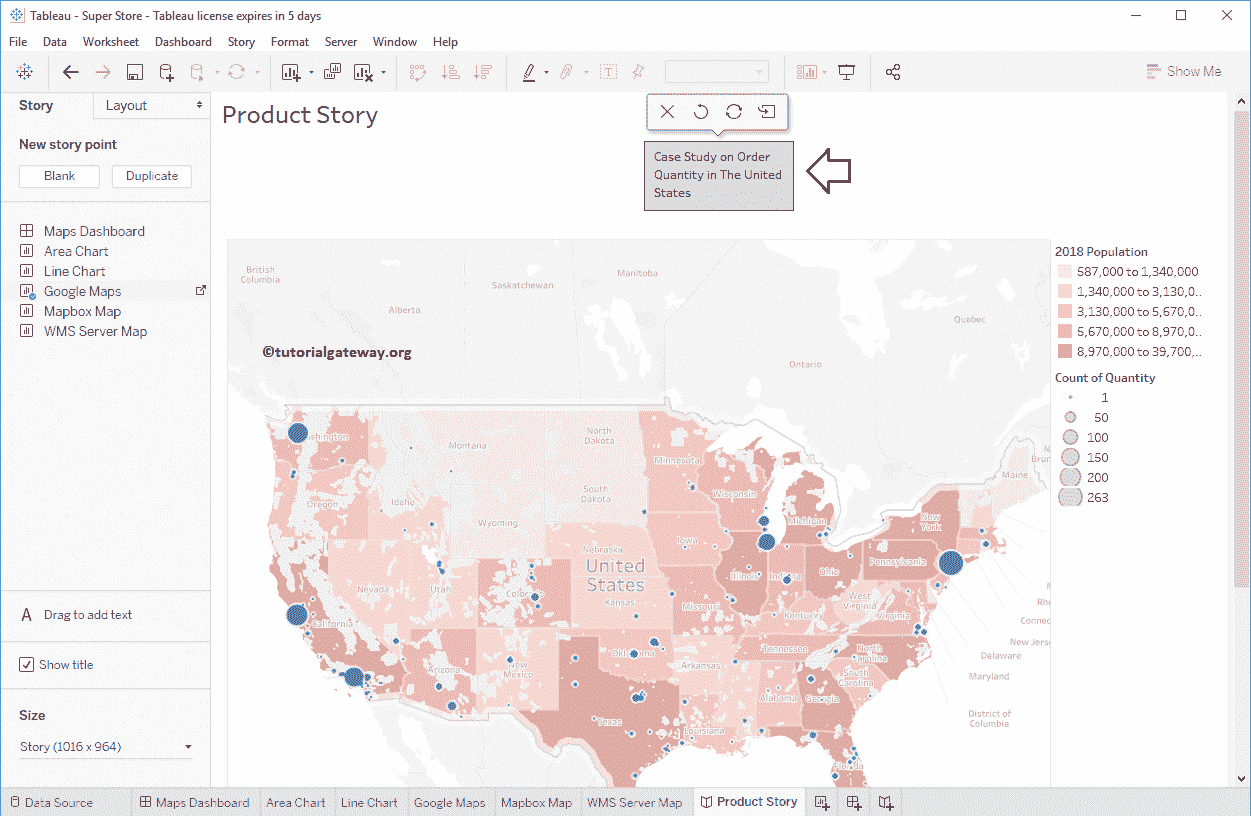 Tableau - Super Store - Tableau license expires in 5 days
File Data Worksheet Dashboard Story Format Server Window Help
Show Me
Story Layout
New story point
Blank Duplicate
Maps Dashboard
Area Chart
Line Chart
Google Maps
Mapbox Map
WMS Server Map
A Drag to add text
Show title
Size
Story (1016 x 964)
Product Story
Case Study on Order
Quantity in The United
States
British
Columbia
Alberta
Saskatchewan
Manitoba
Ontario
Quebec
©tutorialgateway.org
Washington
Montana
North
Dakota
Minnesota
Maine
Brun
Oregon
Idaho
Wyoming
South
Dakota
Wisconsin
Michigan
New
York
Iowa
Nebraska
United
States
Nevada
Utah
Kansas
Illinois
Ohio
Pennsylvania
California
Missouri
Kentucky
West
Virginia
Virginia
Arizona
New
Mexico
Oklahoma
Arkansas
Tennessee
North
Carolina
South
Carolina
Texas
Louisiana
Alabama
Georgia
Florida
N
Rh
Connec
New Jerse
Delaware
Maryland
District of
Columbia
2018 Population
587,000 to 1,340,000
1,340,000 to 3,130,0..
3,130,000 to 5,670,0..
5,670,000 to 8,970,0..
8,970,000 to 39,700,..
Count of Quantity
1
50
100
150
200
263
Data Source Maps Dashboard Area Chart Line Chart Google Maps Mapbox Map WMS Server Map Product Story